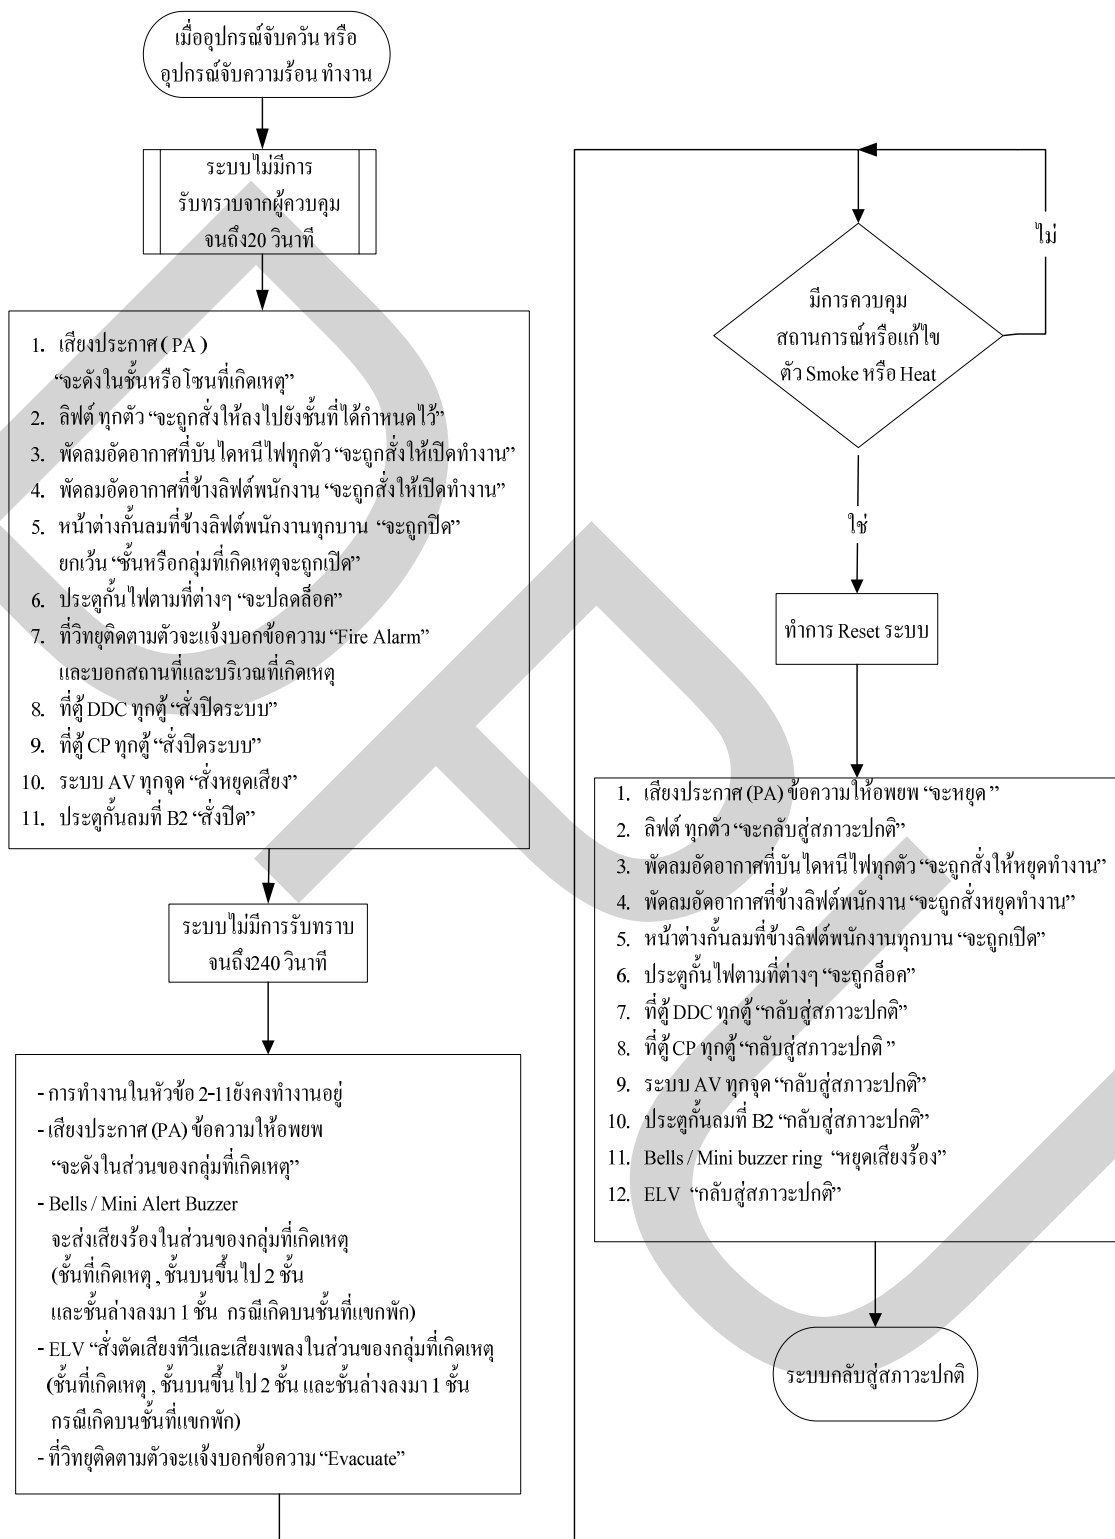 เมื่ออุปกรณ์จับควัน หรือ
อุปกรณ์จับความร้อน ทำงาน
ระบบไม่มีการ
รับทราบจากผู้ควบคุม
จนถึง20 วินาที
1. เสียงประกาศ ( PA )
“จะดังในชั้นหรือโซนที่เกิดเหตุ”
2. ลิฟต์ ทุกตัว “จะถูกสั่งให้ลงไปยังชั้นที่ได้กำหนดไว้”
3. พัดลมอัดอากาศที่บันไดหนีไฟทุกตัว “จะถูกสั่งให้เปิดทำงาน”
4. พัดลมอัดอากาศที่ข้างลิฟต์พนักงาน “จะถูกสั่งให้เปิดทำงาน”
5. หน้าต่างกั้นลมที่ข้างลิฟต์พนักงานทุกบาน “จะถูกปิด”
ยกเว้น “ชั้นหรือกลุ่มที่เกิดเหตุจะถูกเปิด”
6. ประตูกั้นไฟตามที่ต่างๆ “จะปลดล็อค”
7. ที่วิทยุติดตามตัวจะแจ้งบอกข้อความ “Fire Alarm”
และบอกสถานที่และบริเวณที่เกิดเหตุ
8. ที่ตู้ DDC ทุกตู้ “สั่งปิดระบบ”
9. ที่ตู้ CP ทุกตู้ “สั่งปิดระบบ”
10. ระบบ AV ทุกจุด “สั่งหยุดเสียง”
11. ประตูกั้นลมที่ B2 “สั่งปิด”
ระบบไม่มีการรับทราบ
จนถึง240 วินาที
- การทำงานในหัวข้อ 2-11ยังคงทำงานอยู่
- เสียงประกาศ (PA) ข้อความให้อพยพ
“จะดังในส่วนของกลุ่มที่เกิดเหตุ”
- Bells / Mini Alert Buzzer
จะส่งเสียงร้องในส่วนของกลุ่มที่เกิดเหตุ
(ชั้นที่เกิดเหตุ , ชั้นบนขึ้นไป 2 ชั้น
และชั้นล่างลงมา 1 ชั้น กรณีเกิดบนชั้นที่แขกพัก)
- ELV “สั่งตัดเสียงทีวีและเสียงเพลงในส่วนของกลุ่มที่เกิดเหตุ
(ชั้นที่เกิดเหตุ , ชั้นบนขึ้นไป 2 ชั้น และชั้นล่างลงมา 1 ชั้น
กรณีเกิดบนชั้นที่แขกพัก)
- ที่วิทยุติดตามตัวจะแจ้งบอกข้อความ “Evacuate”
ไม่
มีการควบคุม
สถานการณ์หรือแก้ไข
ตัว Smoke หรือ Heat
ใช่
ทำการ Reset ระบบ
1. เสียงประกาศ (PA) ข้อความให้อพยพ “จะหยุด ”
2. ลิฟต์ ทุกตัว “จะกลับสู่สภาวะปกติ”
3. พัดลมอัดอากาศที่บันไดหนีไฟทุกตัว “จะถูกสั่งให้หยุดทำงาน”
4. พัดลมอัดอากาศที่ข้างลิฟต์พนักงาน “จะถูกสั่งหยุดทำงาน”
5. หน้าต่างกั้นลมที่ข้างลิฟต์พนักงานทุกบาน “จะถูกเปิด”
6. ประตูกั้นไฟตามที่ต่างๆ “จะถูกล็อค”
7. ที่ตู้ DDC ทุกตู้ “กลับสู่สภาวะปกติ”
8. ที่ตู้ CP ทุกตู้ “กลับสู่สภาวะปกติ ”
9. ระบบ AV ทุกจุด “กลับสู่สภาวะปกติ”
10. ประตูกั้นลมที่ B2 “กลับสู่สภาวะปกติ”
11. Bells / Mini buzzer ring “หยุดเสียงร้อง”
12. ELV “กลับสู่สภาวะปกติ”
ระบบกลับสู่สภาวะปกติ
DPU